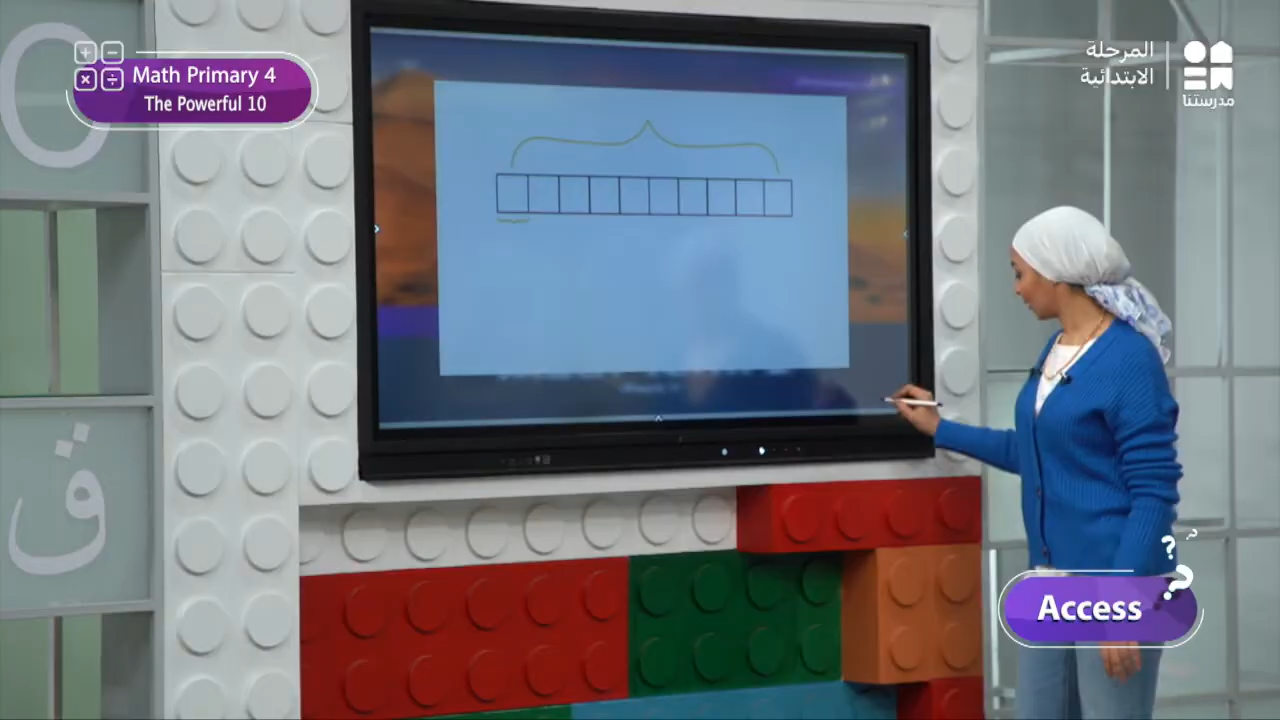 + −
× ÷
Math Primary 4
The Powerful 10
المرحلة
الابتدائية
مدرستنا
ق
? ?
?
Access